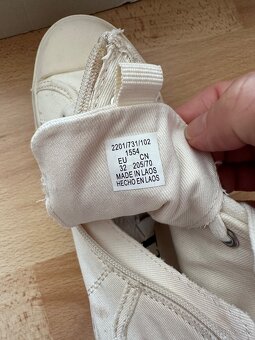 2201/731/102
1554
EU CN
32 205/70
MADE IN LAOS
HECHO EN LAOS